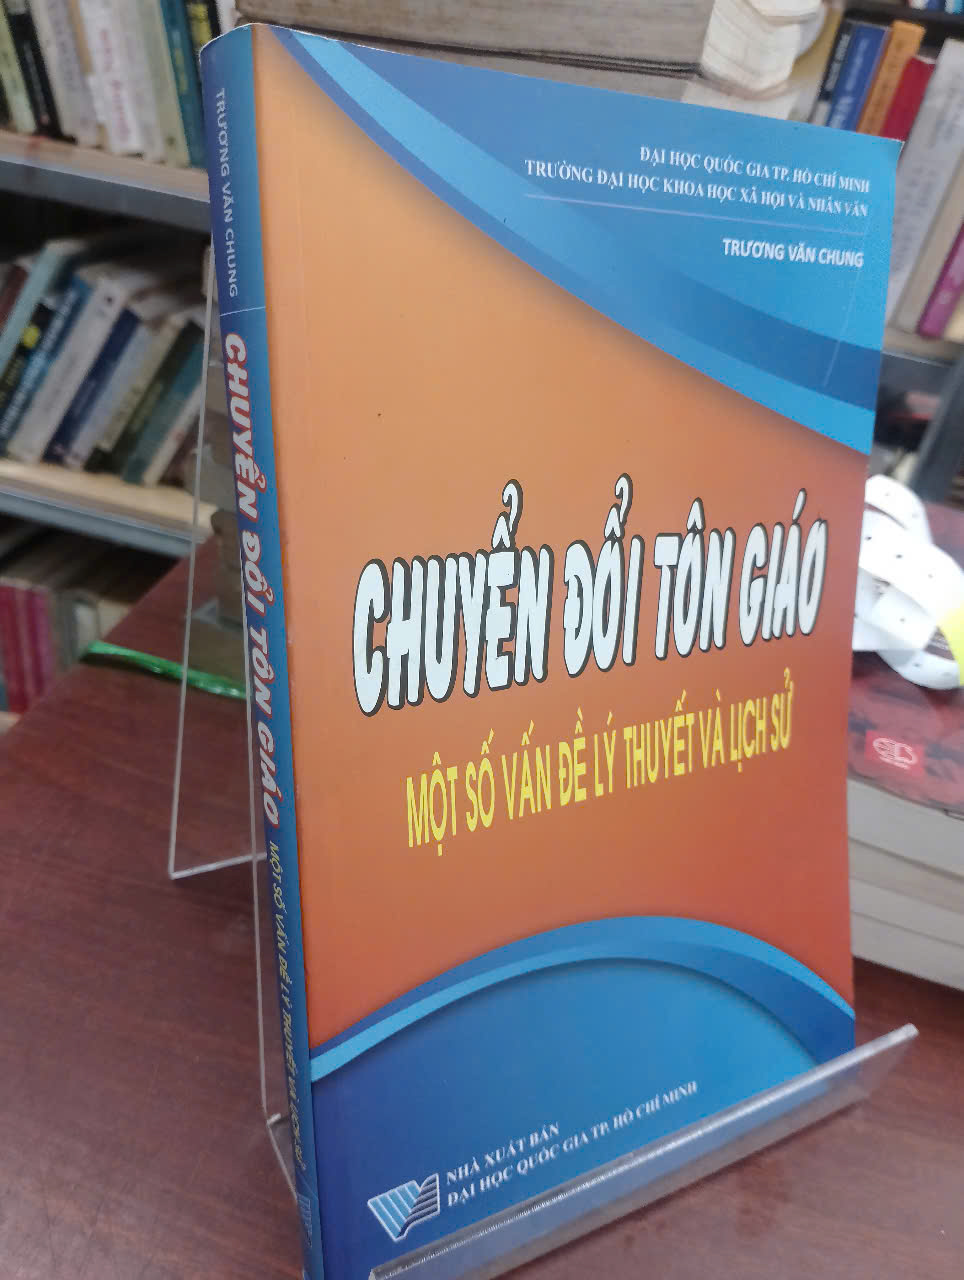 ĐẠI HỌC QUỐC GIA TP. HỒ CHÍ MINH
TRƯỜNG ĐẠI HỌC KHOA HỌC XÃ HỘI VÀ NHÂN VĂN
TRƯƠNG VĂN CHUNG
CHUYỂN ĐỔI TÔN GIÁO
MỘT SỐ VẤN ĐỀ LÝ THUYẾT VÀ LỊCH SỬ
NHÀ XUẤT BẢN
ĐẠI HỌC QUỐC GIA TP. HỒ CHÍ MINH
TRƯƠNG VĂN CHUNG
CHUYỂN ĐỔI TÔN GIÁO
MỘT SỐ VẤN ĐỀ LÝ THUYẾT VÀ LỊCH SỬ